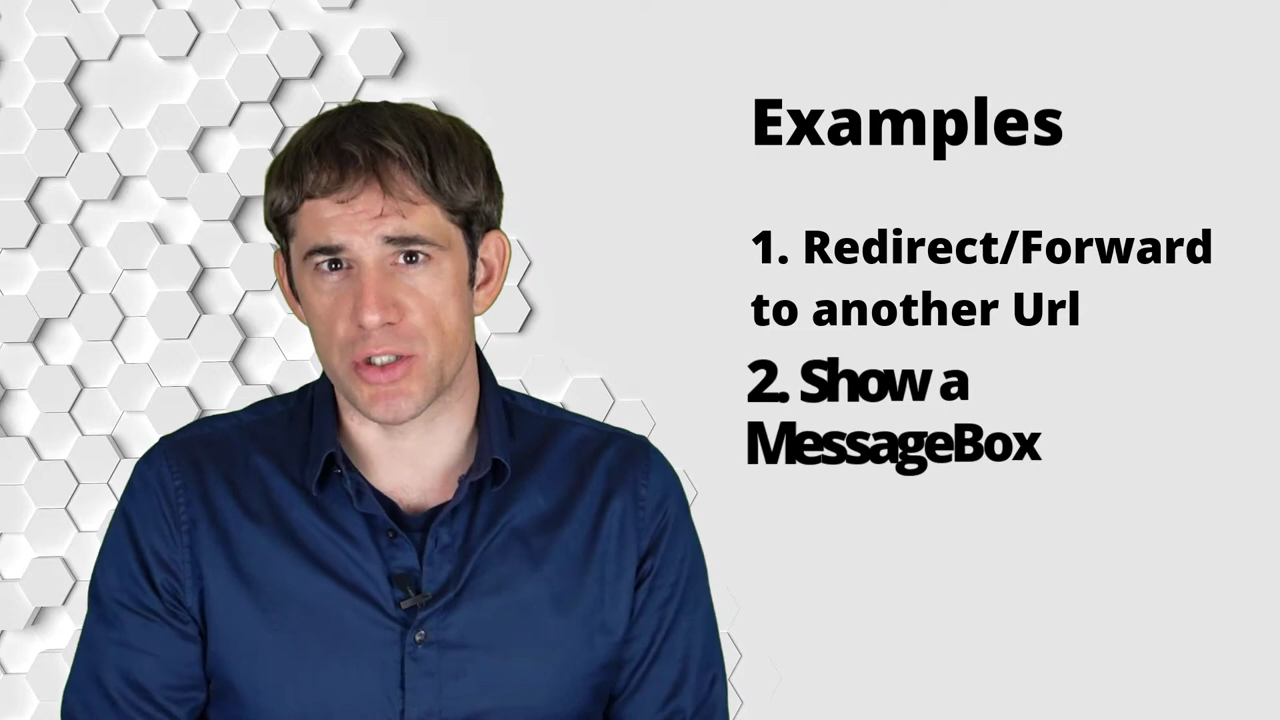 Examples
1. Redirect/Forward
to another Url
2. Show a
MessageBox